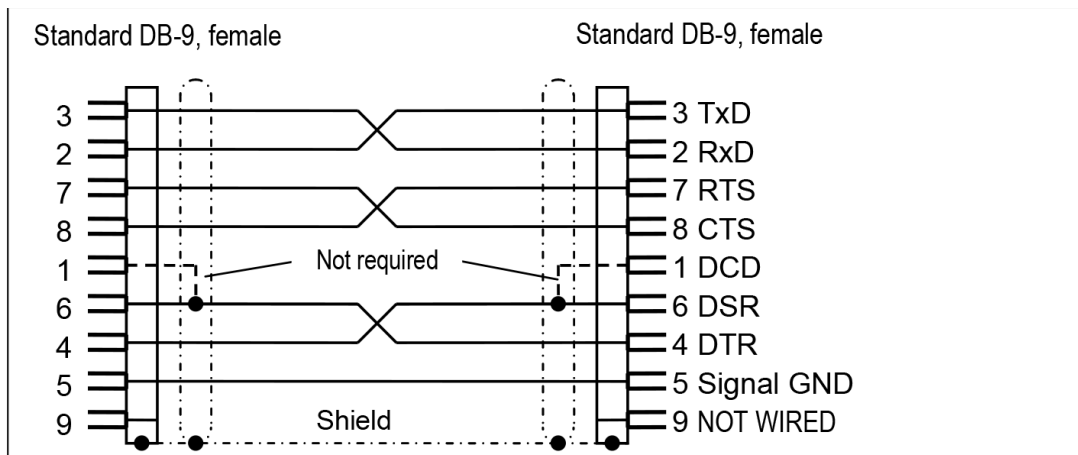 Standard DB-9, female Standard DB-9, female
3 3 TxD
2 2 RxD
7 7 RTS
8 8 CTS
1 Not required 1 DCD
6 6 DSR
4 4 DTR
5 5 Signal GND
9 Shield 9 NOT WIRED